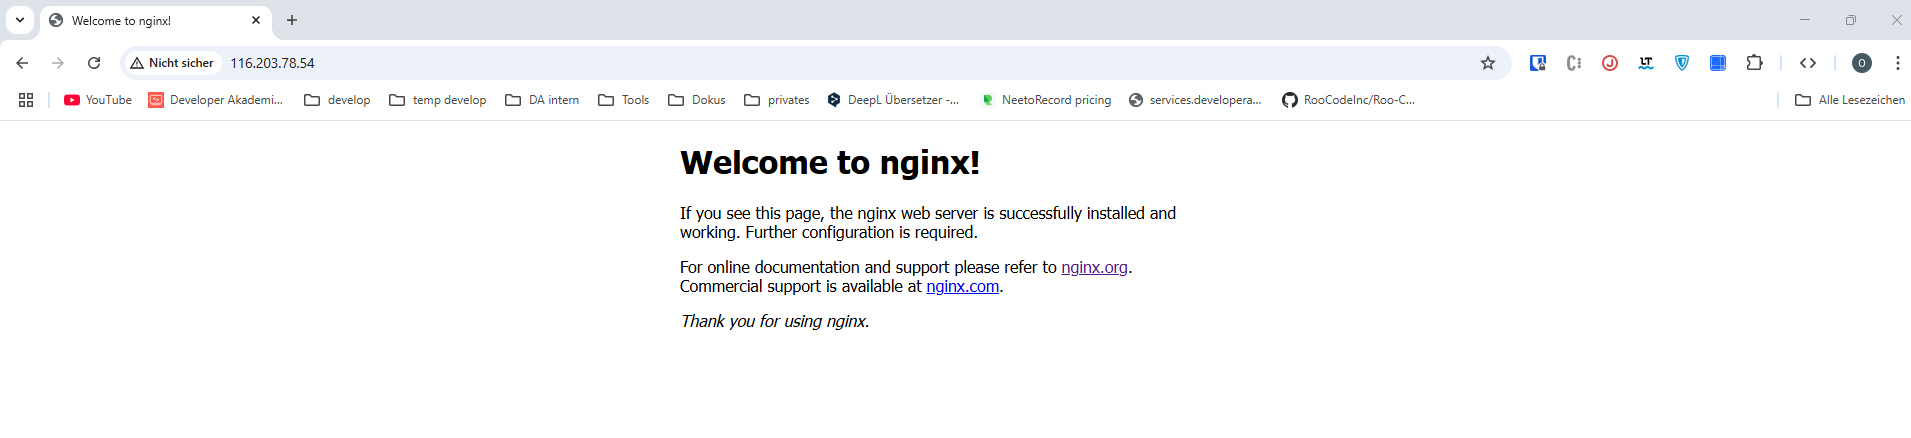 Welcome to nginx!
Nicht sicher 116.203.78.54
YouTube Developer Akademi... develop temp develop DA intern Tools Dokus privates DeepL Übersetzer -... NeetoRecord pricing services.developera... RooCodeInc/Roo-C... Alle Lesezeichen
Welcome to nginx!
If you see this page, the nginx web server is successfully installed and
working. Further configuration is required.
For online documentation and support please refer to nginx.org.
Commercial support is available at nginx.com.
Thank you for using nginx.